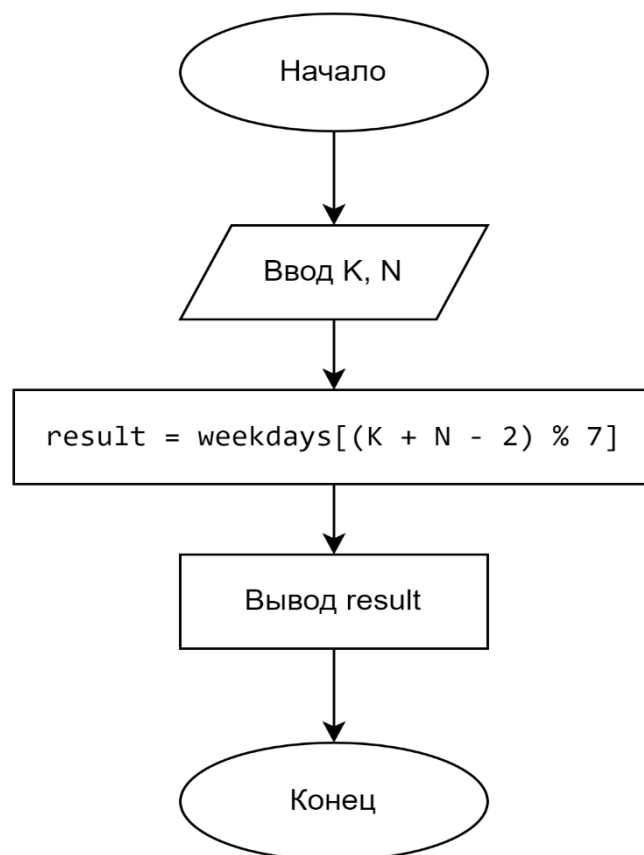 Начало
Ввод K, N
result = weekdays[(K + N - 2) % 7]
Вывод result
Конец